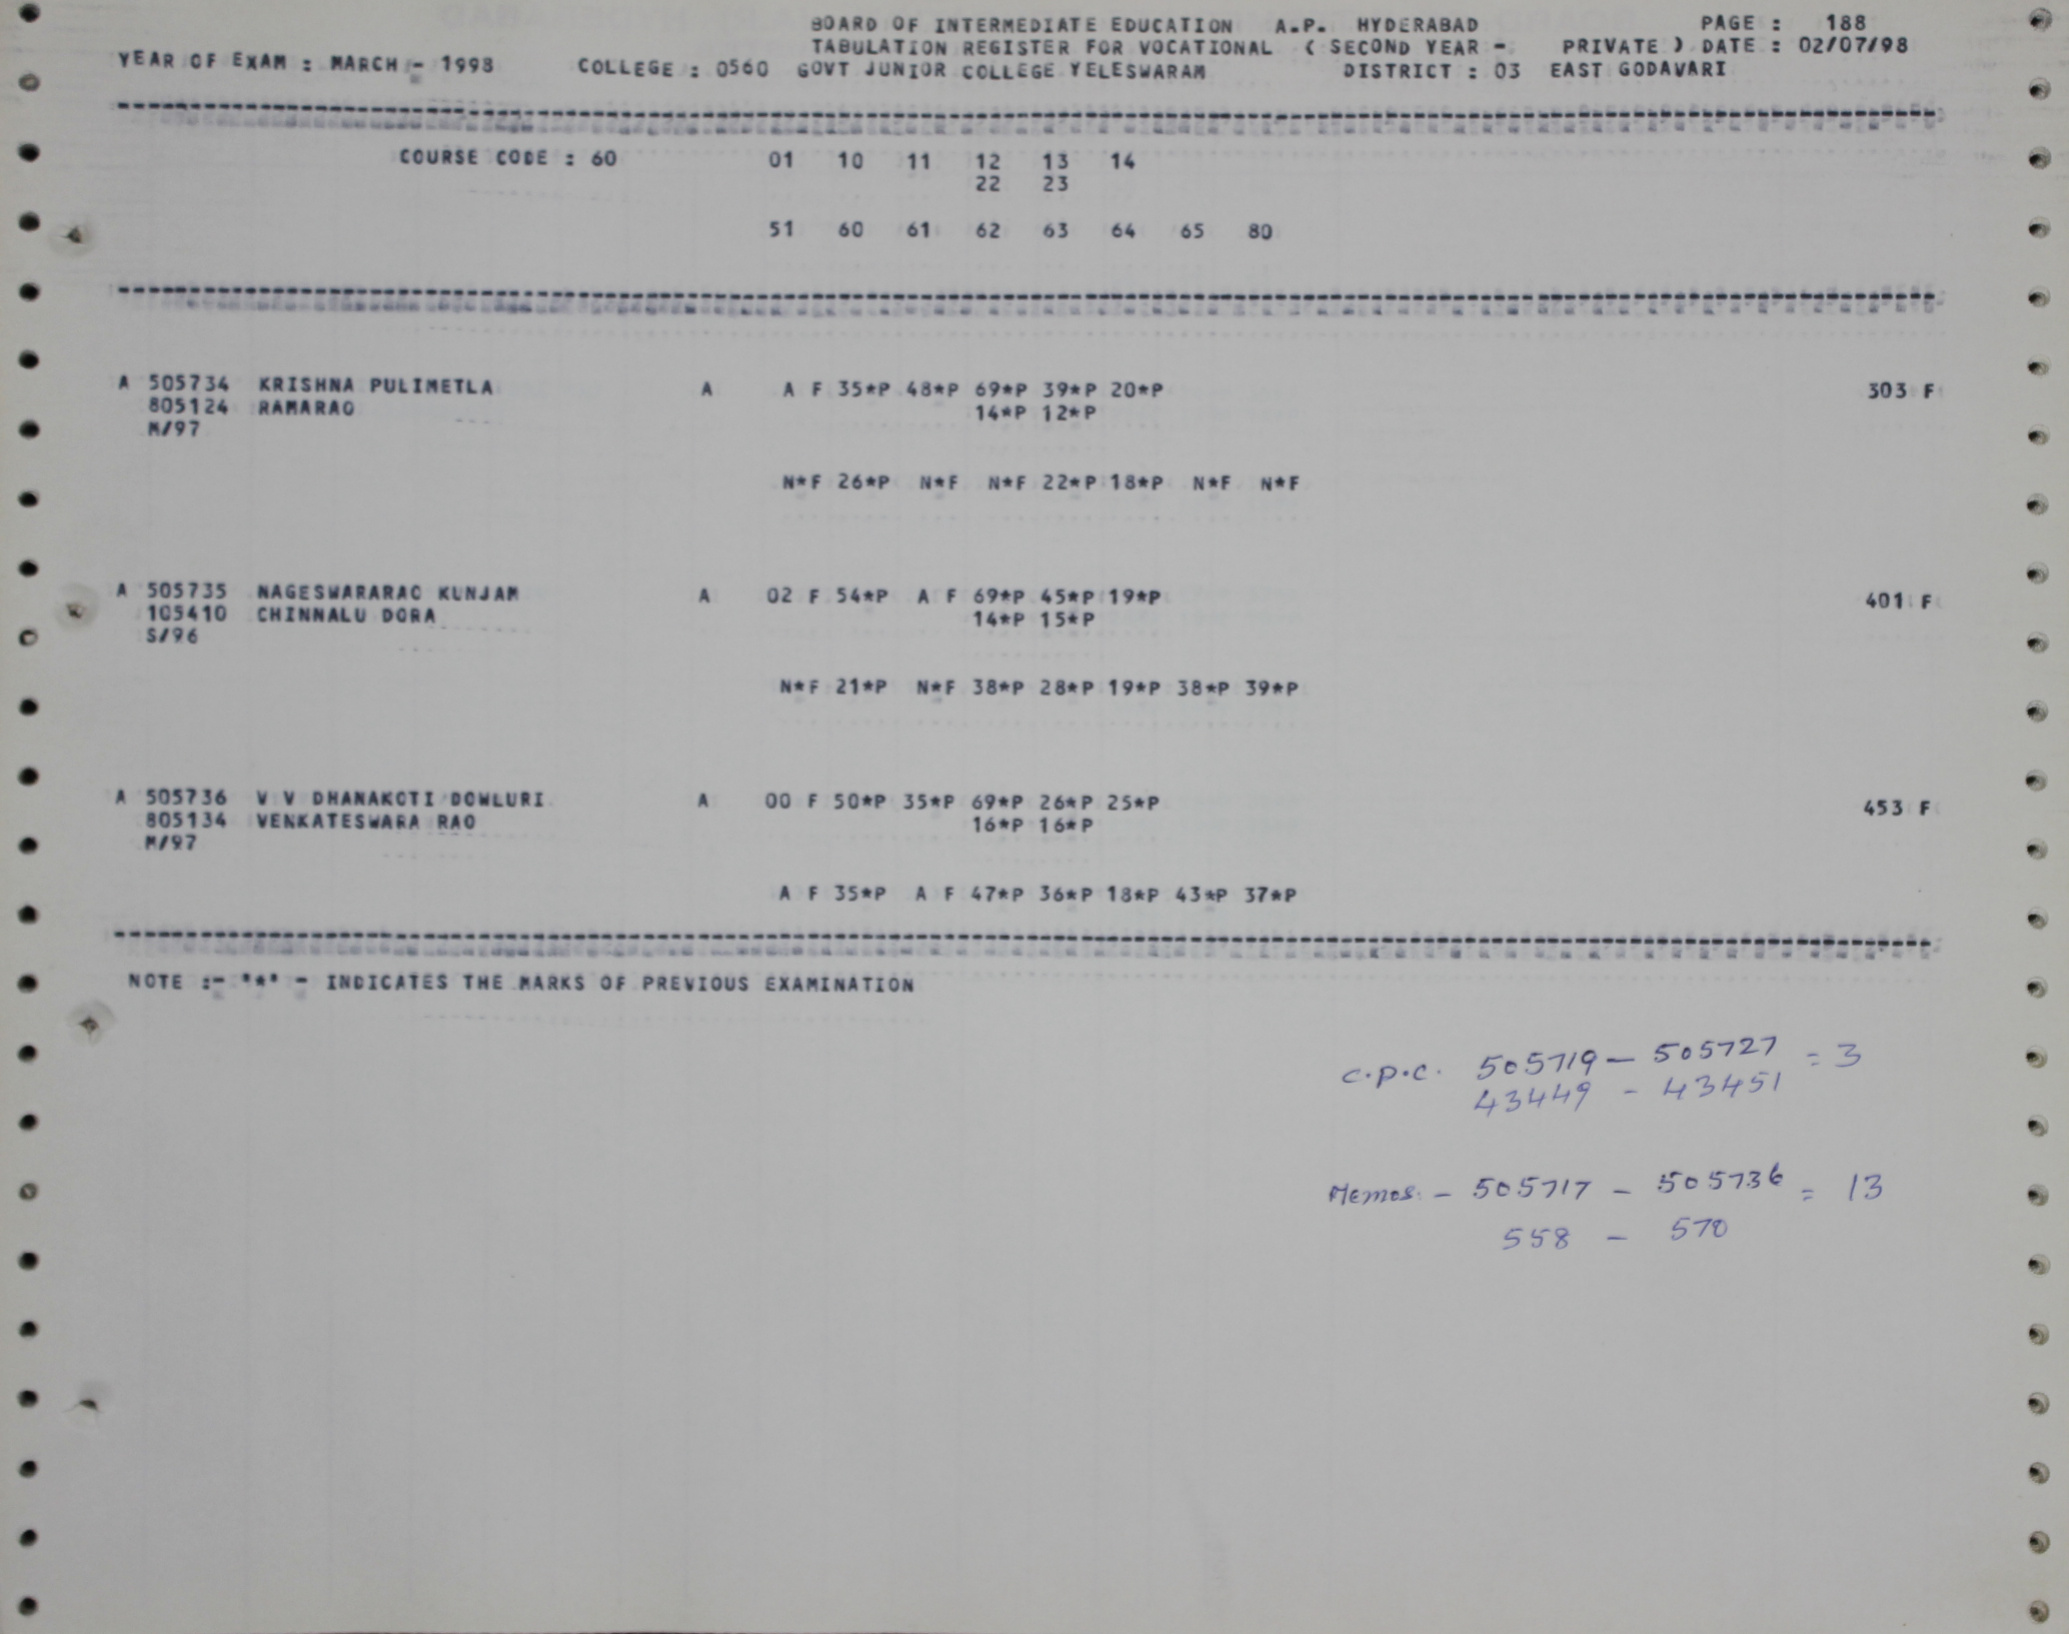 BOARD OF INTERMEDIATE EDUCATION A.P. HYDERABAD PAGE : 188
TABULATION REGISTER FOR VOCATIONAL ( SECOND YEAR - PRIVATE ) DATE : 02/07/98
YEAR OF EXAM : MARCH - 1998 COLLEGE : 0560 GOVT JUNIOR COLLEGE YELESWARAM DISTRICT : 03 EAST GODAVARI
COURSE CODE : 60 01 10 11 12 13 14
22 23
51 60 61 62 63 64 65 80
A 505734 KRISHNA PULIMETLA A A F 35*P 48*P 69*P 39*P 20*P 303 F
805124 RAMARAO 14*P 12*P
M/97
N*F 26*P N*F N*F 22*P 18*P N*F N*F
A 505735 NAGESWARARAO KUNJAM A 02 F 54*P A F 69*P 45*P 19*P 401 F
105410 CHINNALU DORA 14*P 15*P
S/96
N*F 21*P N*F 38*P 28*P 19*P 38*P 39*P
A 505736 V V DHANAKOTI DOWLURI A 00 F 50*P 35*P 69*P 26*P 25*P 453 F
805134 VENKATESWARA RAO 16*P 16*P
M/97
A F 35*P A F 47*P 36*P 18*P 43*P 37*P
NOTE :- "*" - INDICATES THE MARKS OF PREVIOUS EXAMINATION
C.P.C. 505719 - 505727 = 3
43449 - 43451
Memos. - 505717 - 505736 = 13
558 - 570